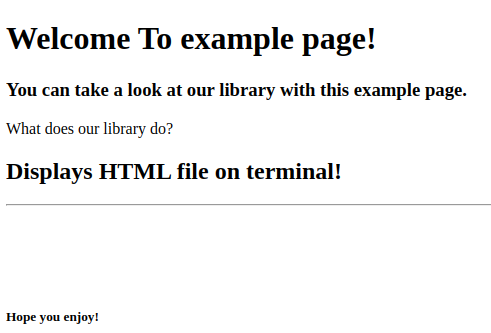 Welcome To example page!
You can take a look at our library with this example page.
What does our library do?
Displays HTML file on terminal!
Hope you enjoy!